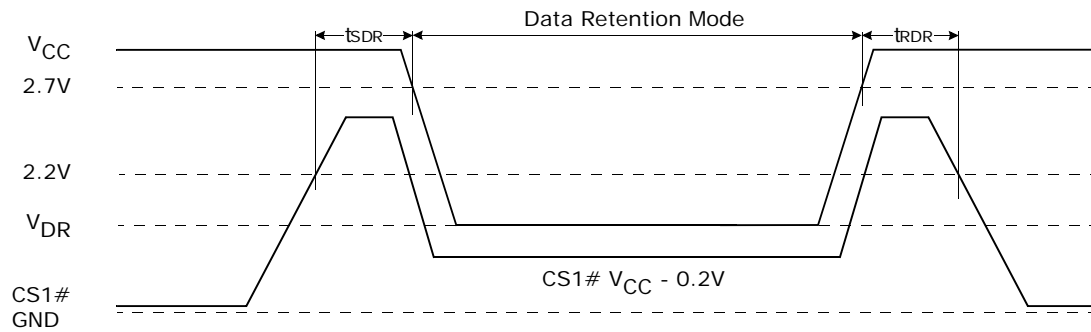 Data Retention Mode
tSDR
tRDR
VCC
2.7V
2.2V
VDR
CS1# VCC - 0.2V
CS1#
GND